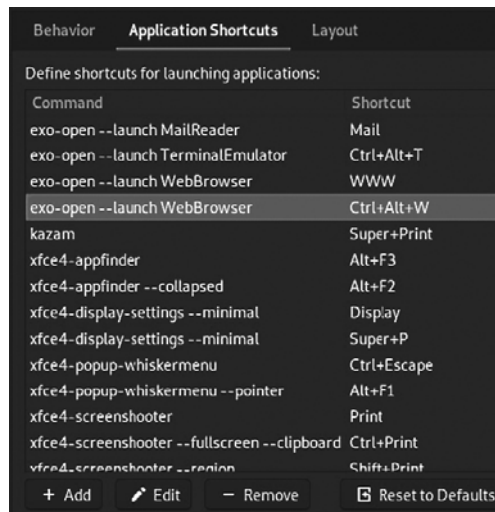 Behavior Application Shortcuts Layout
Define shortcuts for launching applications:
Command Shortcut
exo-open --launch MailReader Mail
exo-open --launch TerminalEmulator Ctrl+Alt+T
exo-open --launch WebBrowser WWW
exo-open --launch WebBrowser Ctrl+Alt+W
kazam Super+Print
xfce4-appfinder Alt+F3
xfce4-appfinder --collapsed Alt+F2
xfce4-display-settings --minimal Display
xfce4-display-settings --minimal Super+P
xfce4-popup-whiskermenu Ctrl+Escape
xfce4-popup-whiskermenu --pointer Alt+F1
xfce4-screenshooter Print
xfce4-screenshooter --fullscreen --clipboard Ctrl+Print
xfce4-screenshooter --region Shift+Print
+ Add Edit − Remove Reset to Defaults